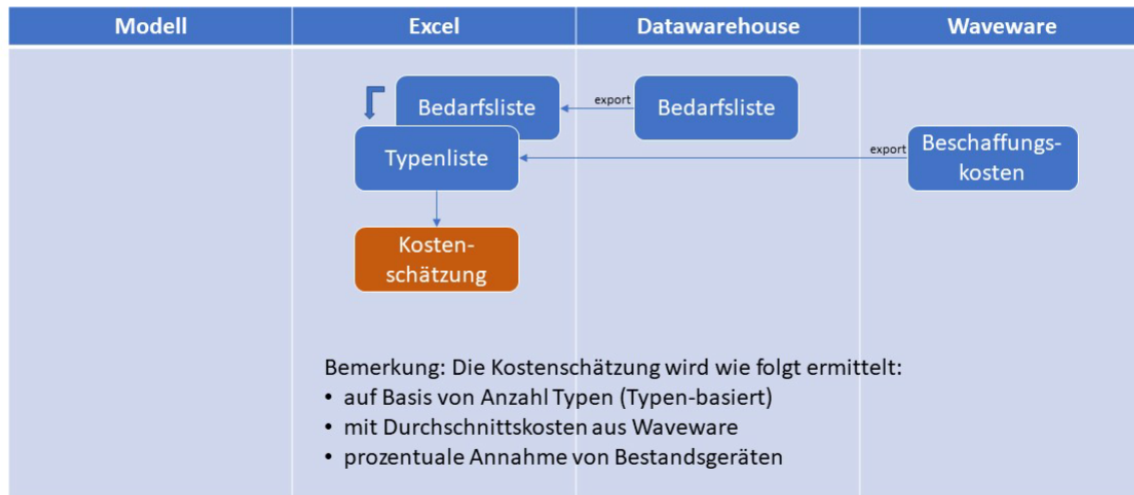 Modell Excel Datawarehouse Waveware
Bedarfsliste export Bedarfsliste
Typenliste export Beschaffungs-
kosten
Kosten-
schätzung
Bemerkung: Die Kostenschätzung wird wie folgt ermittelt:
• auf Basis von Anzahl Typen (Typen-basiert)
• mit Durchschnittskosten aus Waveware
• prozentuale Annahme von Bestandsgeräten